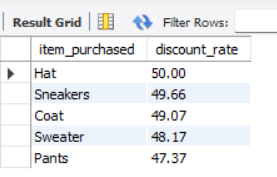 Result Grid Filter Rows:
item_purchased discount_rate
Hat 50.00
Sneakers 49.66
Coat 49.07
Sweater 48.17
Pants 47.37